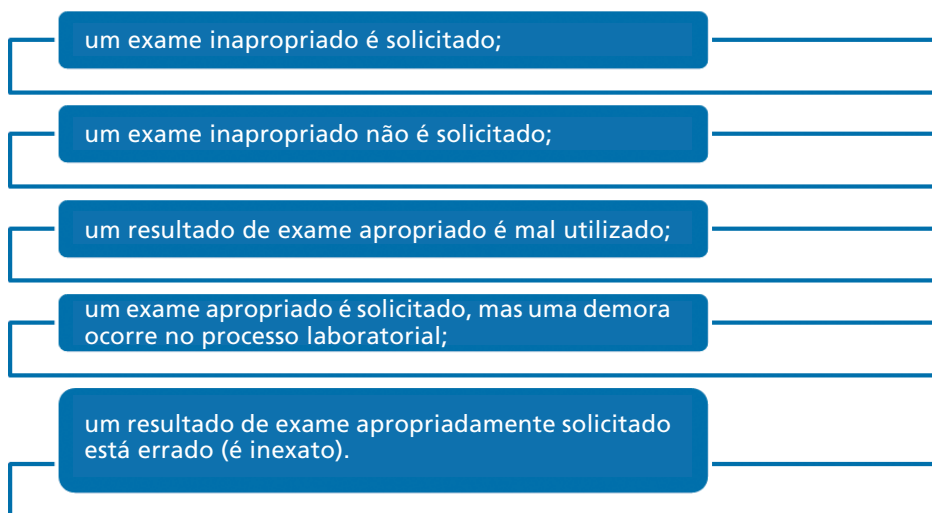 um exame inapropriado é solicitado;
um exame inapropriado não é solicitado;
um resultado de exame apropriado é mal utilizado;
um exame apropriado é solicitado, mas uma demora
ocorre no processo laboratorial;
um resultado de exame apropriadamente solicitado
está errado (é inexato).